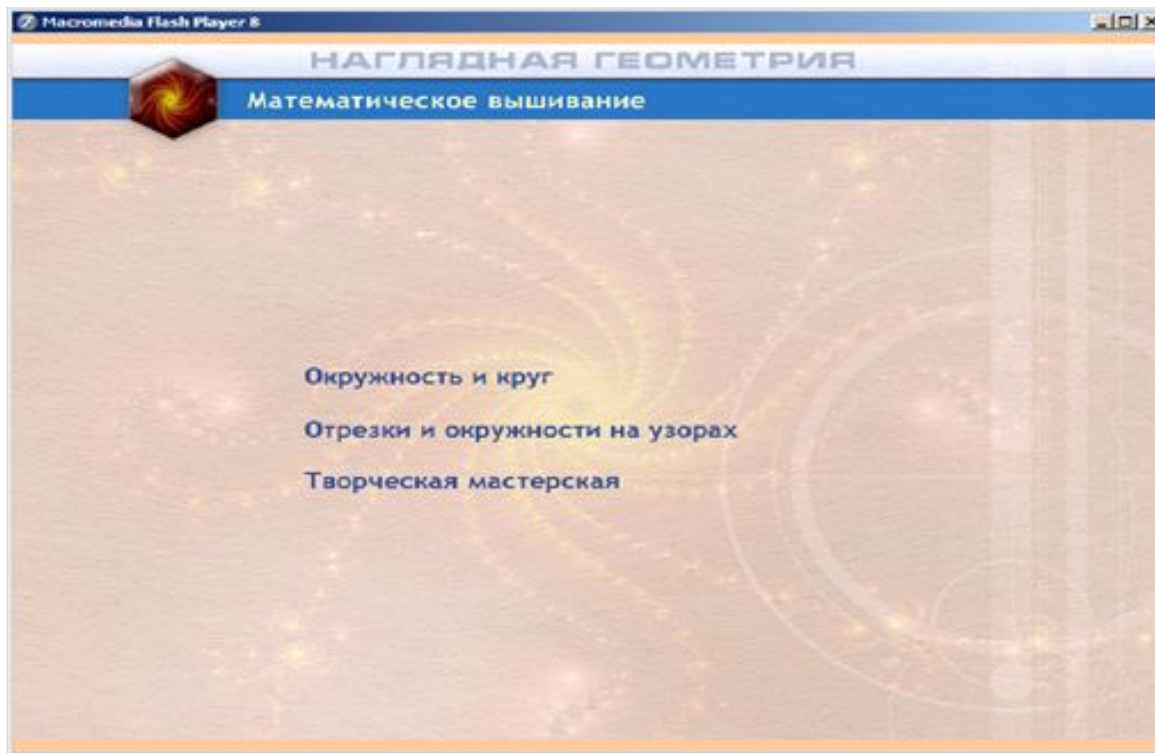 Macromedia Flash Player 8
НАГЛЯДНАЯ ГЕОМЕТРИЯ
Математическое вышивание
Окружность и круг
Отрезки и окружности на узорах
Творческая мастерская